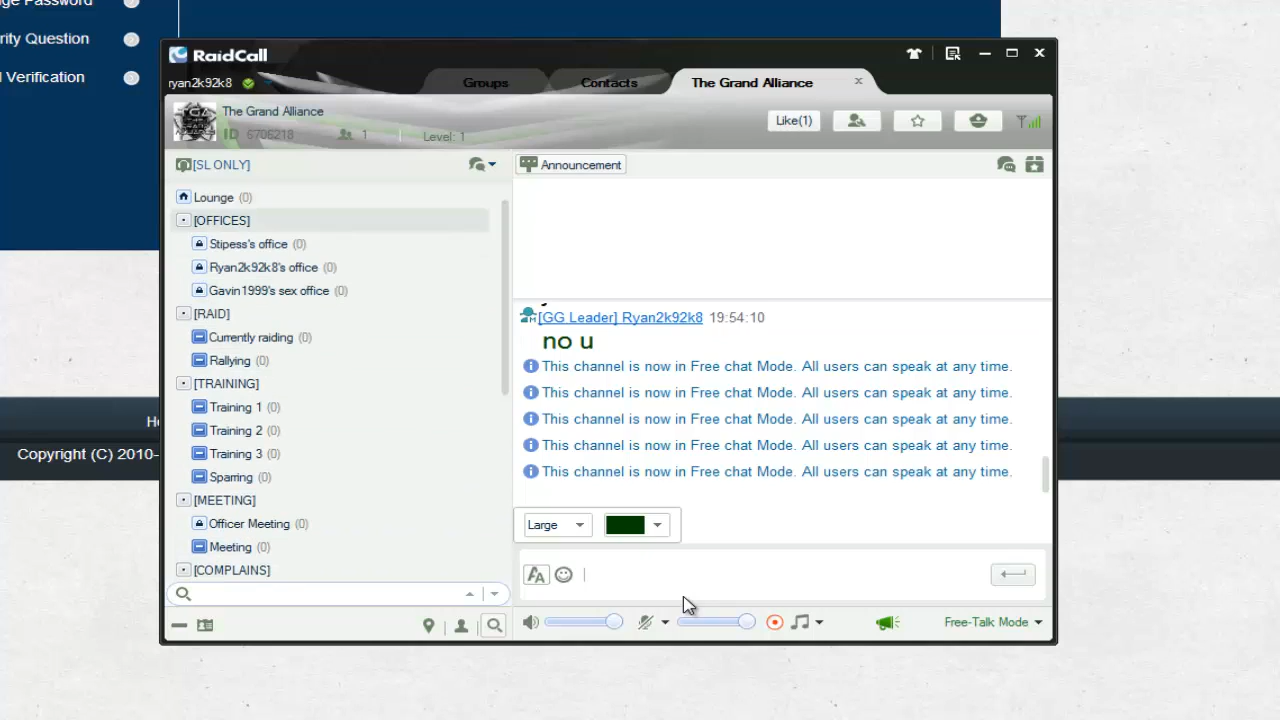 ge Password
rity Question
l Verification
RaidCall
ryan2k92k8
Groups
Contacts
The Grand Alliance
The Grand Alliance
ID 6706218 1 Level: 1
Like(1)
[SL ONLY]
Announcement
Lounge (0)
[OFFICES]
Stipess's office (0)
Ryan2k92k8's office (0)
Gavin1999's sex office (0)
[RAID]
Currently raiding (0)
Rallying (0)
[TRAINING]
Training 1 (0)
Training 2 (0)
Training 3 (0)
Sparring (0)
[MEETING]
Officer Meeting (0)
Meeting (0)
[COMPLAINS]
[GG Leader] Ryan2k92k8 19:54:10
no u
This channel is now in Free chat Mode. All users can speak at any time.
This channel is now in Free chat Mode. All users can speak at any time.
This channel is now in Free chat Mode. All users can speak at any time.
This channel is now in Free chat Mode. All users can speak at any time.
This channel is now in Free chat Mode. All users can speak at any time.
Large
Free-Talk Mode
Copyright (C) 2010-